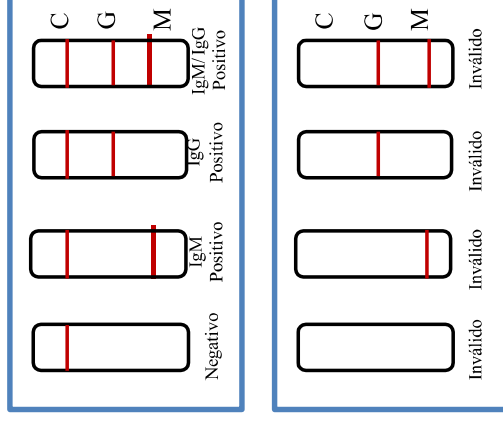 C
G
M
Negativo
IgM
Positivo
IgG
Positivo
IgM/IgG
Positivo
C
G
M
Inválido
Inválido
Inválido
Inválido